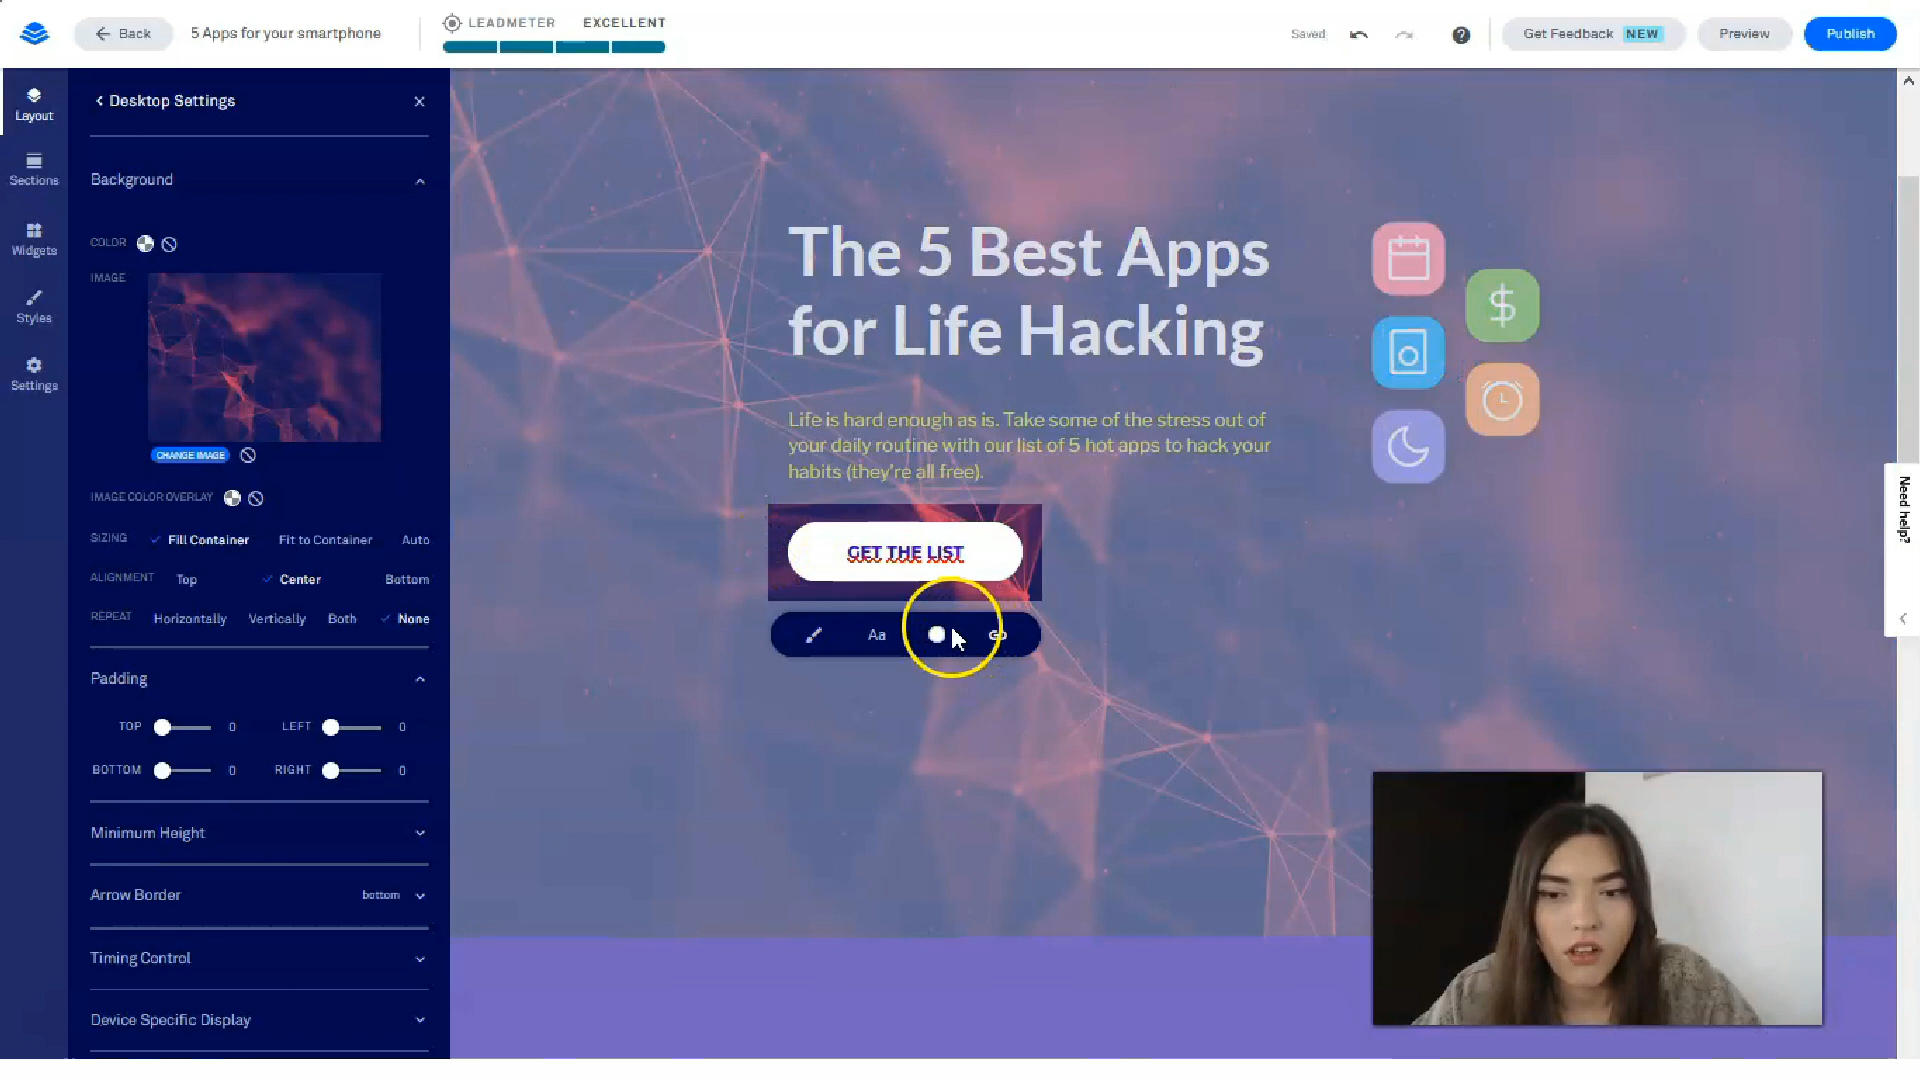 Back
5 Apps for your smartphone
LEADMETER EXCELLENT
Saved
Get Feedback NEW
Preview
Publish
Layout
Sections
Widgets
Styles
Settings
Desktop Settings
Background
COLOR
IMAGE
CHANGE IMAGE
IMAGE COLOR OVERLAY
SIZING Fill Container Fit to Container Auto
ALIGNMENT Top Center Bottom
REPEAT Horizontally Vertically Both None
Padding
TOP 0 LEFT 0
BOTTOM 0 RIGHT 0
Minimum Height
Arrow Border bottom
Timing Control
Device Specific Display
The 5 Best Apps
for Life Hacking
Life is hard enough as is. Take some of the stress out of
your daily routine with our list of 5 hot apps to hack your
habits (they're all free).
GET THE LIST
Aa
Need help?